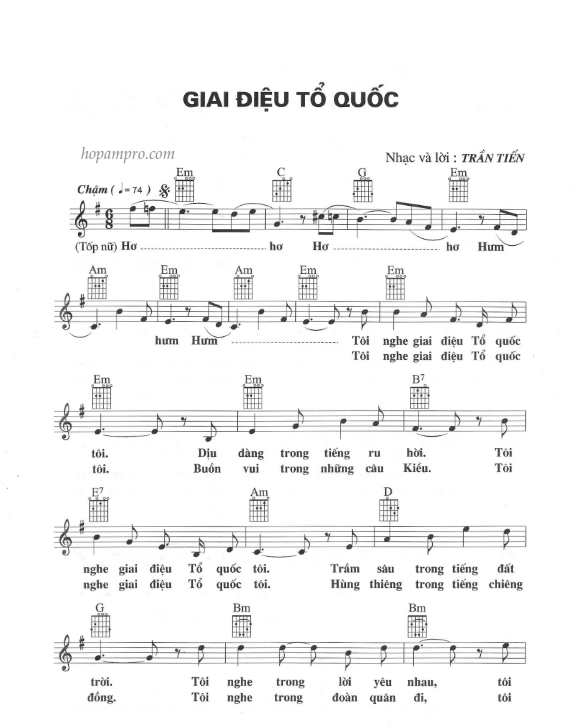 GIAI ĐIỆU TỔ QUỐC
hopampro.com
Nhạc và lời : TRẦN TIẾN
Chậm ( ♩= 74 )
Em C G Em
6 8
(Tốp nữ) Hơ hơ Hơ hơ Hưm
Am Em Am Em Em
hưm Hưm Tôi nghe giai điệu Tổ quốc
Tôi nghe giai điệu Tổ quốc
Em Em B7
tôi. Dịu dàng trong tiếng ru hời. Tôi
tôi. Buồn vui trong những câu Kiều. Tôi
E7 Am D
nghe giai điệu Tổ quốc tôi. Trầm sâu trong tiếng đất
nghe giai điệu Tổ quốc tôi. Hùng thiêng trong tiếng chiêng
G Bm Bm
trời. Tôi nghe trong lời yêu nhau, tôi
đồng. Tôi nghe trong đoàn quân đi, tôi